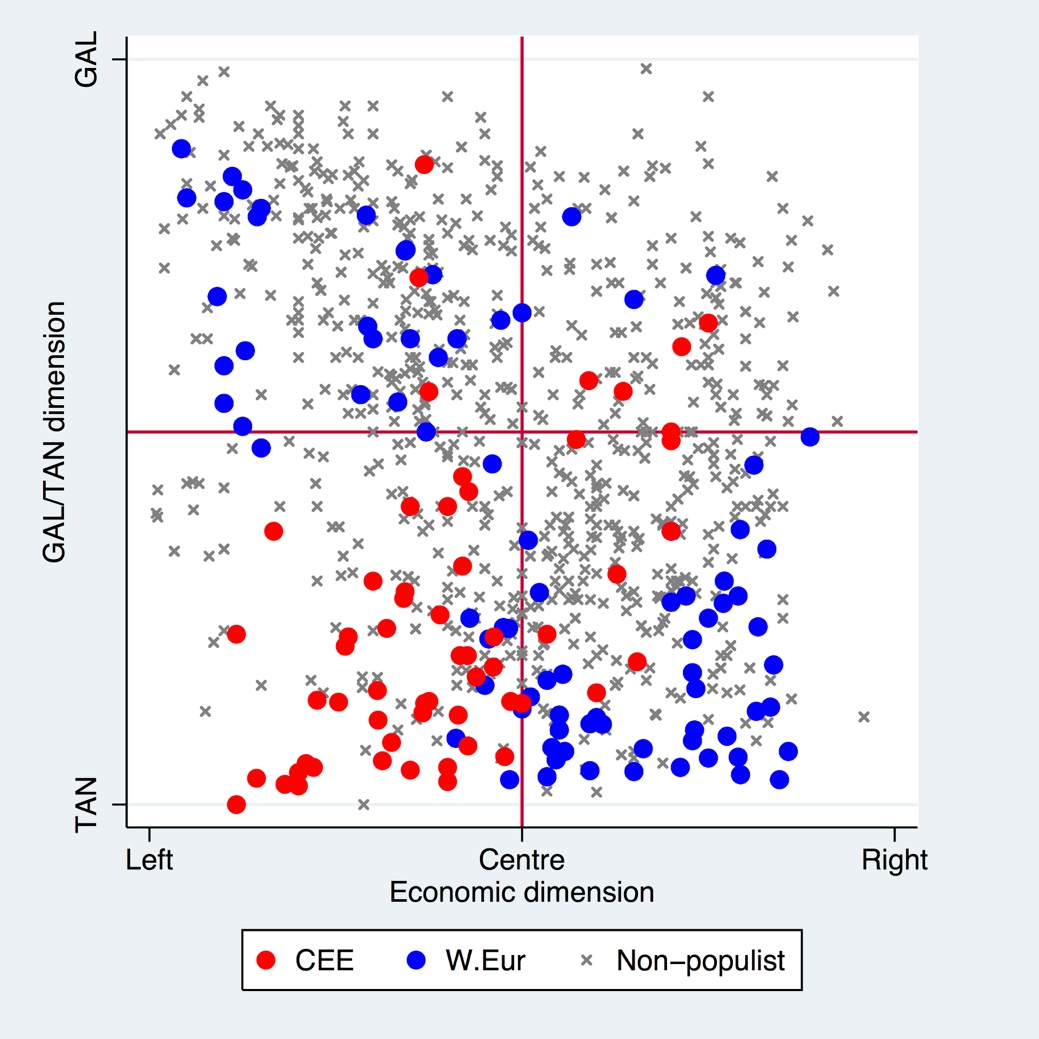 GAL
GAL/TAN dimension
TAN
Left Centre Right
Economic dimension
CEE W.Eur Non−populist